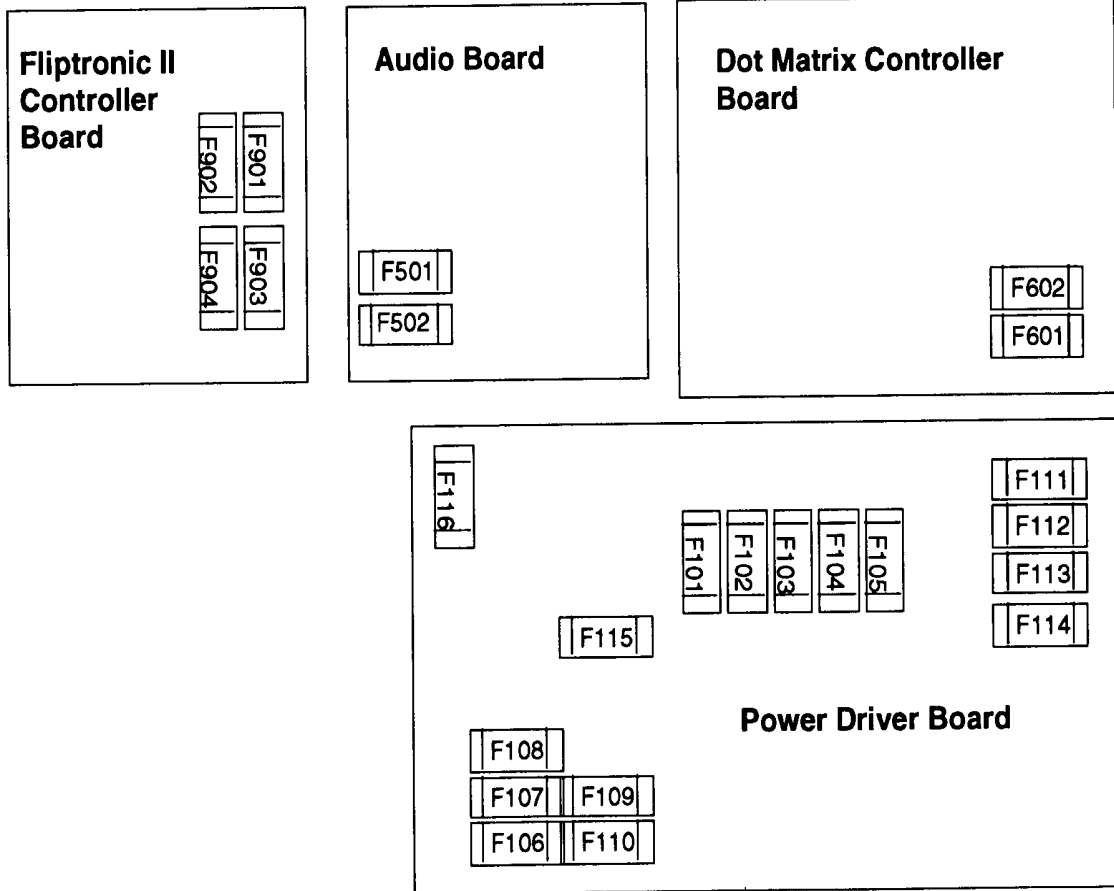 Fliptronic II
Controller
Board
F902
F901
F904
F903
Audio Board
F501
F502
Dot Matrix Controller
Board
F602
F601
F116
F101
F102
F103
F104
F105
F111
F112
F113
F114
F115
Power Driver Board
F108
F107
F109
F106
F110